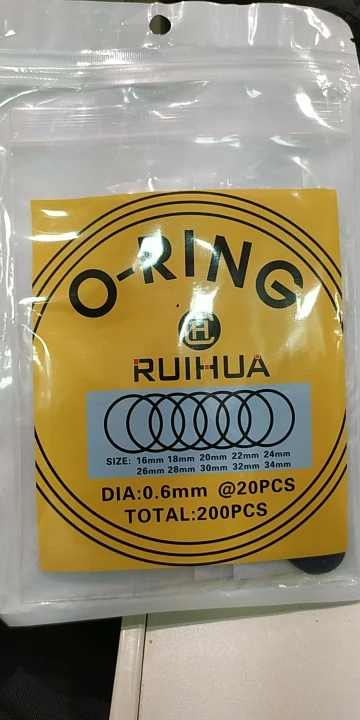 O-RING
H
RUIHUA
SIZE: 16mm 18mm 20mm 22mm 24mm
26mm 28mm 30mm 32mm 34mm
DIA:0.6mm @20PCS
TOTAL:200PCS